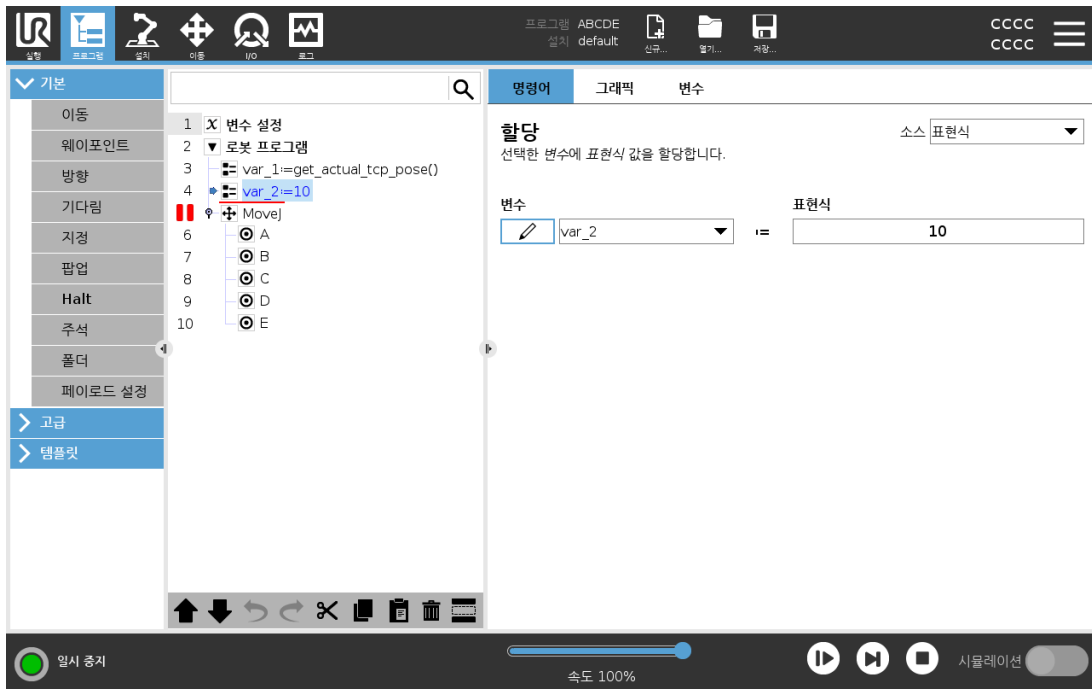 UR
실행
프로그램
설치
이동
I/O
로그
프로그램 ABCDE
설치 default
신규...
열기...
저장...
CCCC
CCCC
기본
이동
웨이포인트
방향
기다림
지정
팝업
Halt
주석
폴더
페이로드 설정
고급
템플릿
1 X 변수 설정
2 로봇 프로그램
3 var_1:=get_actual_tcp_pose()
4 var_2:=10
MoveJ
6 A
7 B
8 C
9 D
10 E
명령어 그래픽 변수
할당
소스 표현식
선택한 변수에 표현식 값을 할당합니다.
변수 표현식
var_2 := 10
일시 중지
속도 100%
시뮬레이션